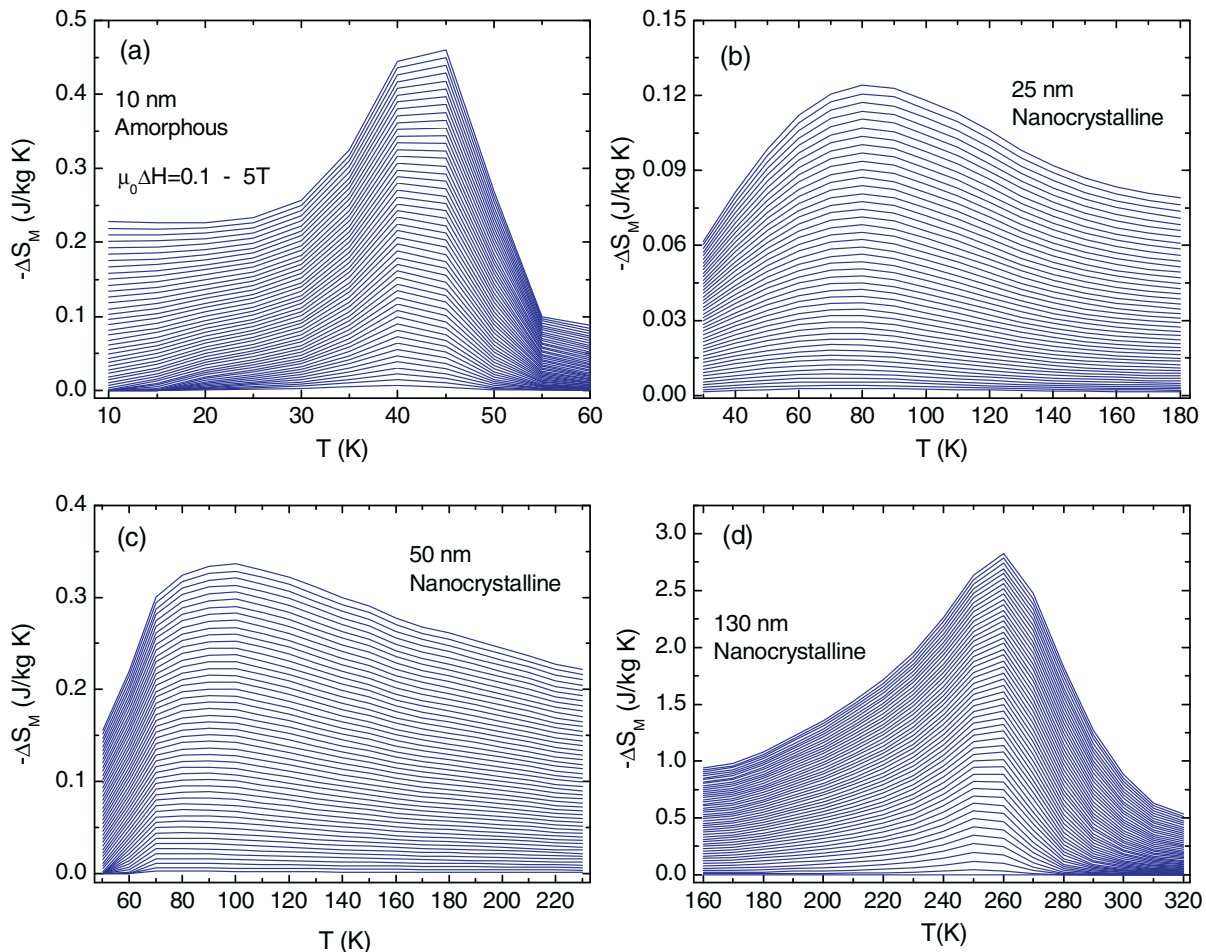 (a)
10 nm
Amorphous
μ₀ΔH=0.1 - 5T
-ΔS_M (J/kg K)
0.5
0.4
0.3
0.2
0.1
0.0
10 20 30 40 50 60
T (K)
(b)
25 nm
Nanocrystalline
-ΔS_M(J/kg K)
0.15
0.12
0.09
0.06
0.03
0.00
40 60 80 100 120 140 160 180
T (K)
(c)
50 nm
Nanocrystalline
-ΔS_M (J/kg K)
0.4
0.3
0.2
0.1
0.0
60 80 100 120 140 160 180 200 220
T (K)
(d)
130 nm
Nanocrystalline
-ΔS_M (J/kg K)
3.0
2.5
2.0
1.5
1.0
0.5
0.0
160 180 200 220 240 260 280 300 320
T(K)